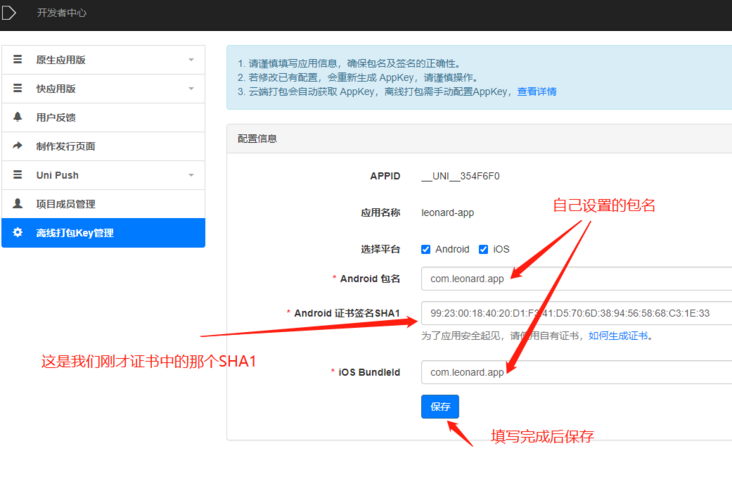 开发者中心
原生应用版
快应用版
用户反馈
制作发行页面
Uni Push
项目成员管理
离线打包Key管理
1. 请谨慎填写应用信息，确保包名及签名的正确性。
2. 若修改已有配置，会重新生成 AppKey，请谨慎操作。
3. 云端打包会自动获取 AppKey，离线打包需手动配置AppKey，查看详情
配置信息
APPID __UNI__354F6F0
应用名称 leonard-app
自己设置的包名
选择平台 Android iOS
* Android 包名 com.leonard.app
* Android 证书签名SHA1 99:23:00:18:40:20:D1:F3:41:D5:70:6D:38:94:56:58:68:C3:1E:33
为了应用安全起见，请使用自有证书，如何生成证书。
这是我们刚才证书中的那个SHA1
* iOS BundleId com.leonard.app
保存
填写完成后保存